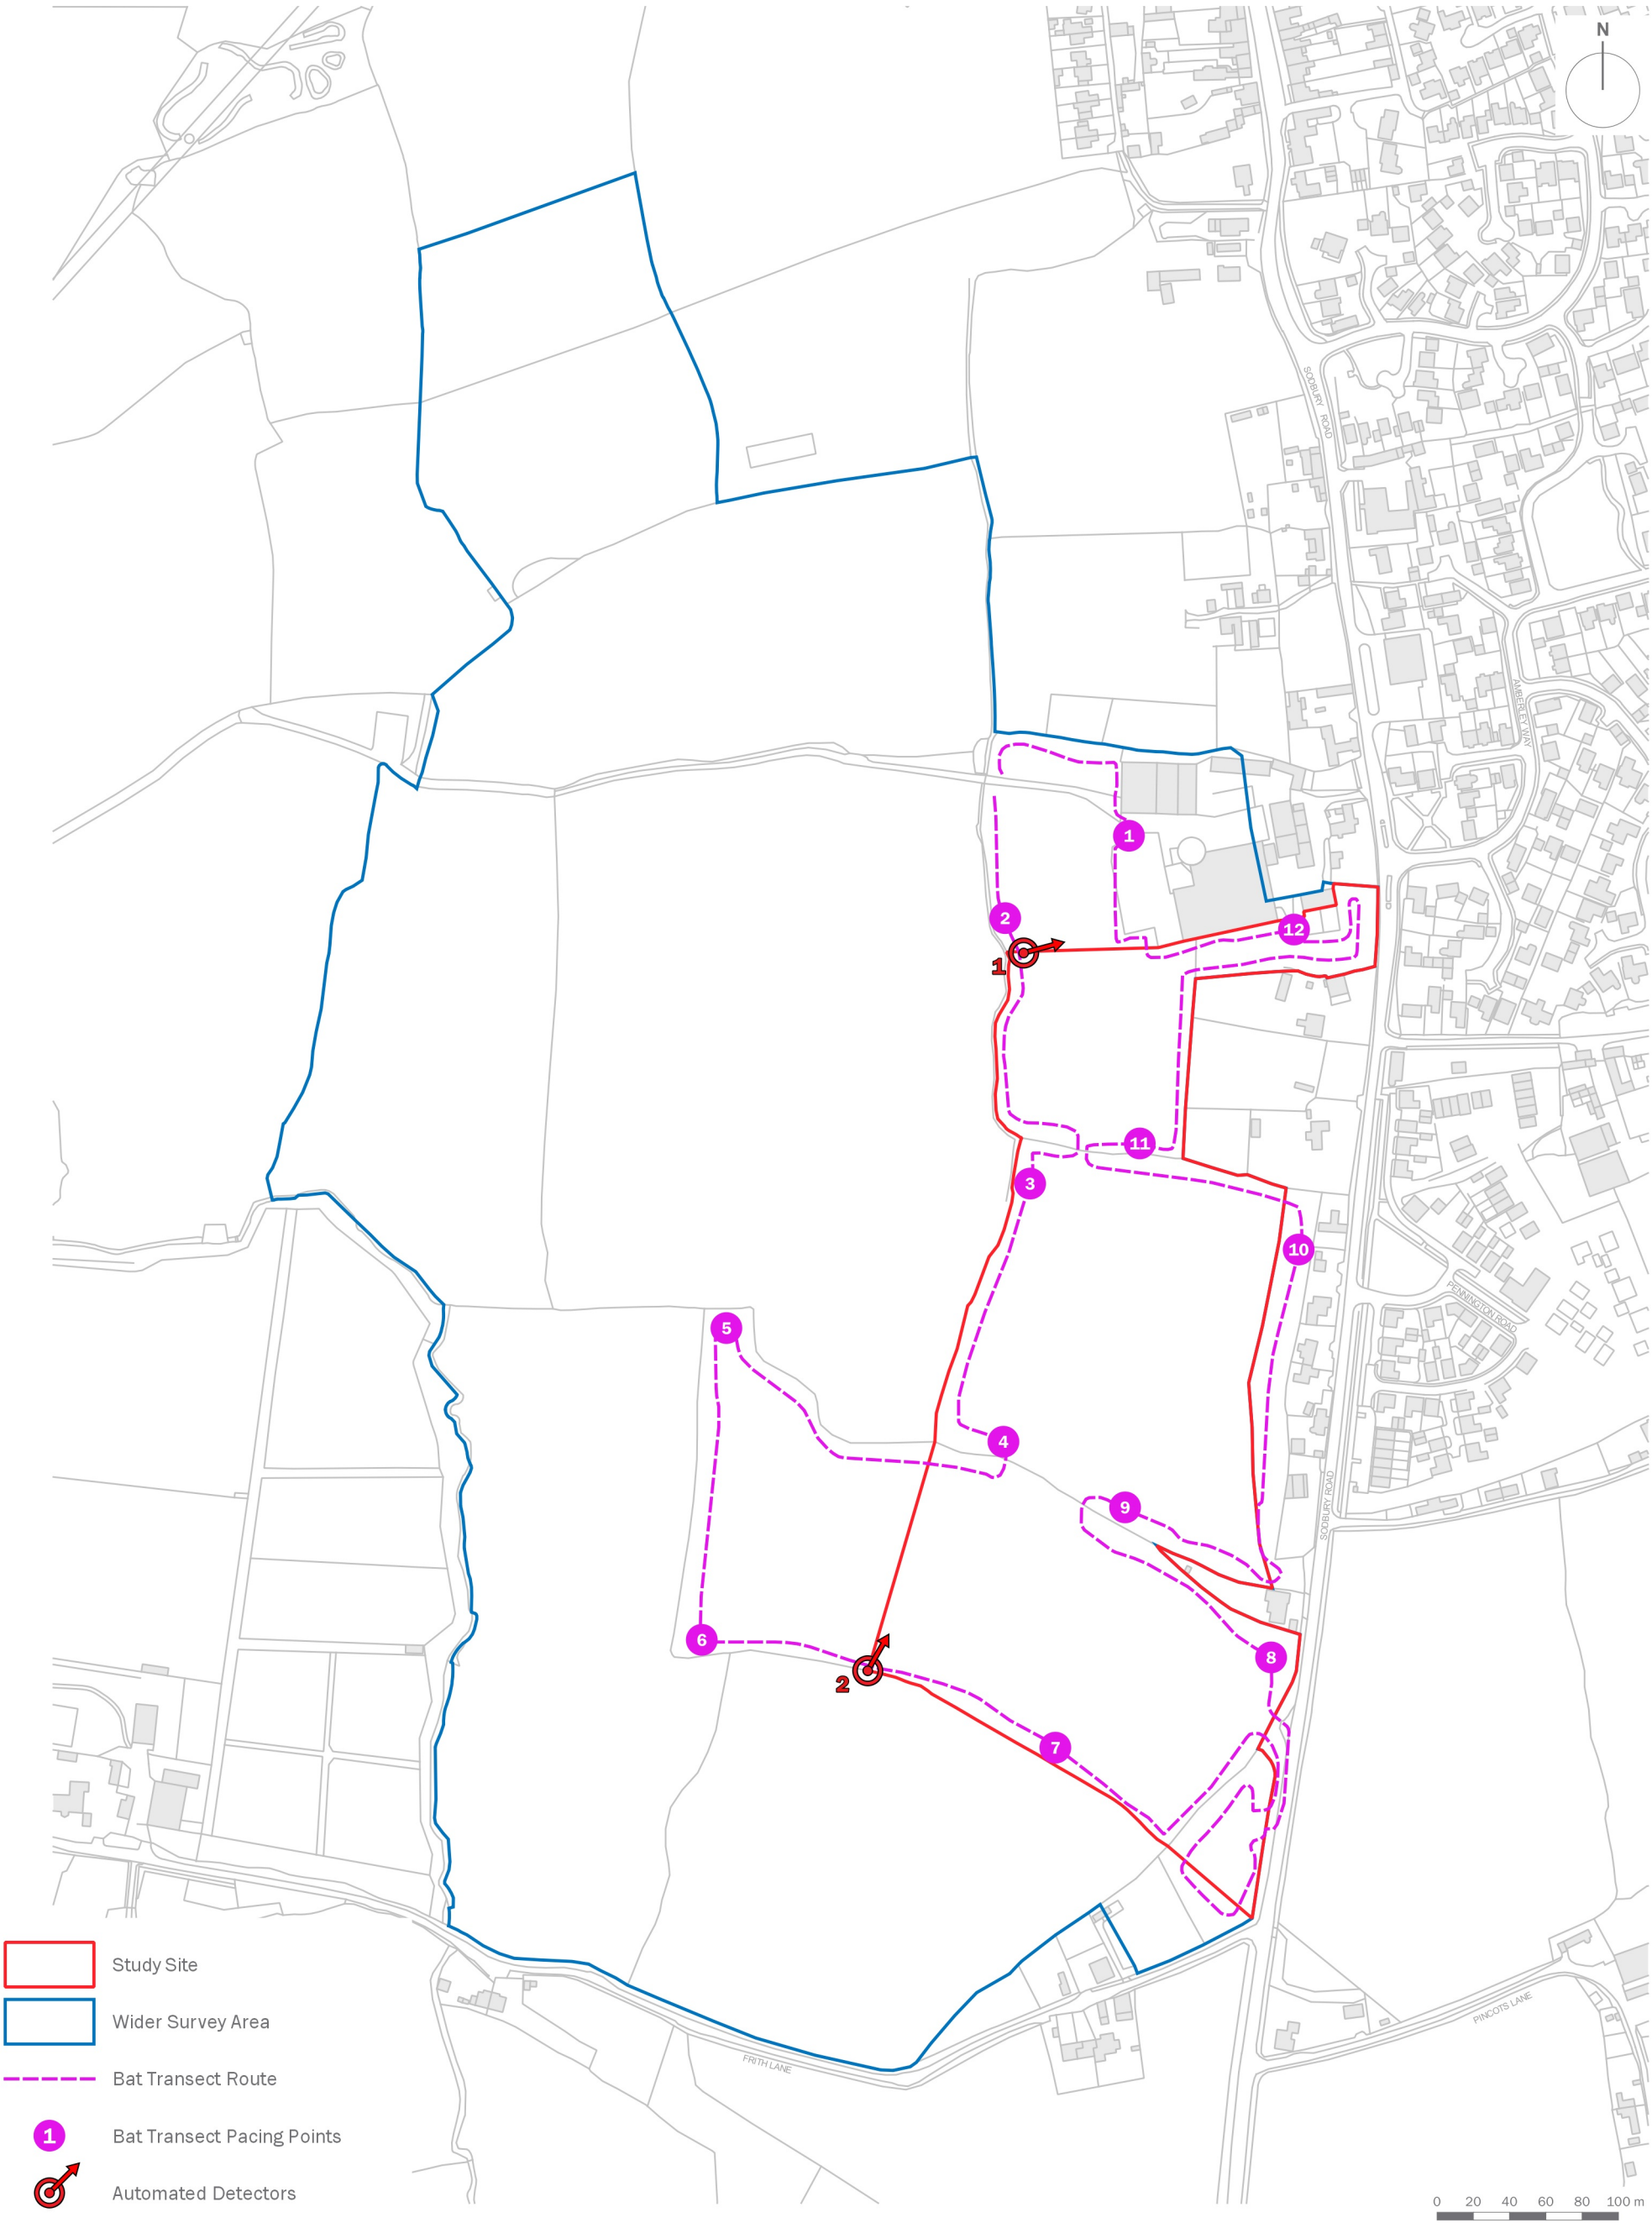 N
SODBURY ROAD
AMBERLEY WAY
1
2
12
1
11
3
10
PENNINGTON ROAD
5
4
SODBURY ROAD
9
6
8
2
7
Study Site
Wider Survey Area
PINCOTS LANE
FRITH LANE
Bat Transect Route
1 Bat Transect Pacing Points
Automated Detectors
0 20 40 60 80 100 m